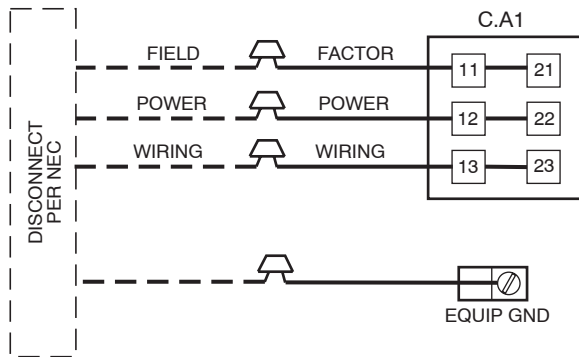 C.A1
FIELD FACTOR 11 21
POWER POWER 12 22
WIRING WIRING 13 23
DISCONNECT
PER NEC
EQUIP GND